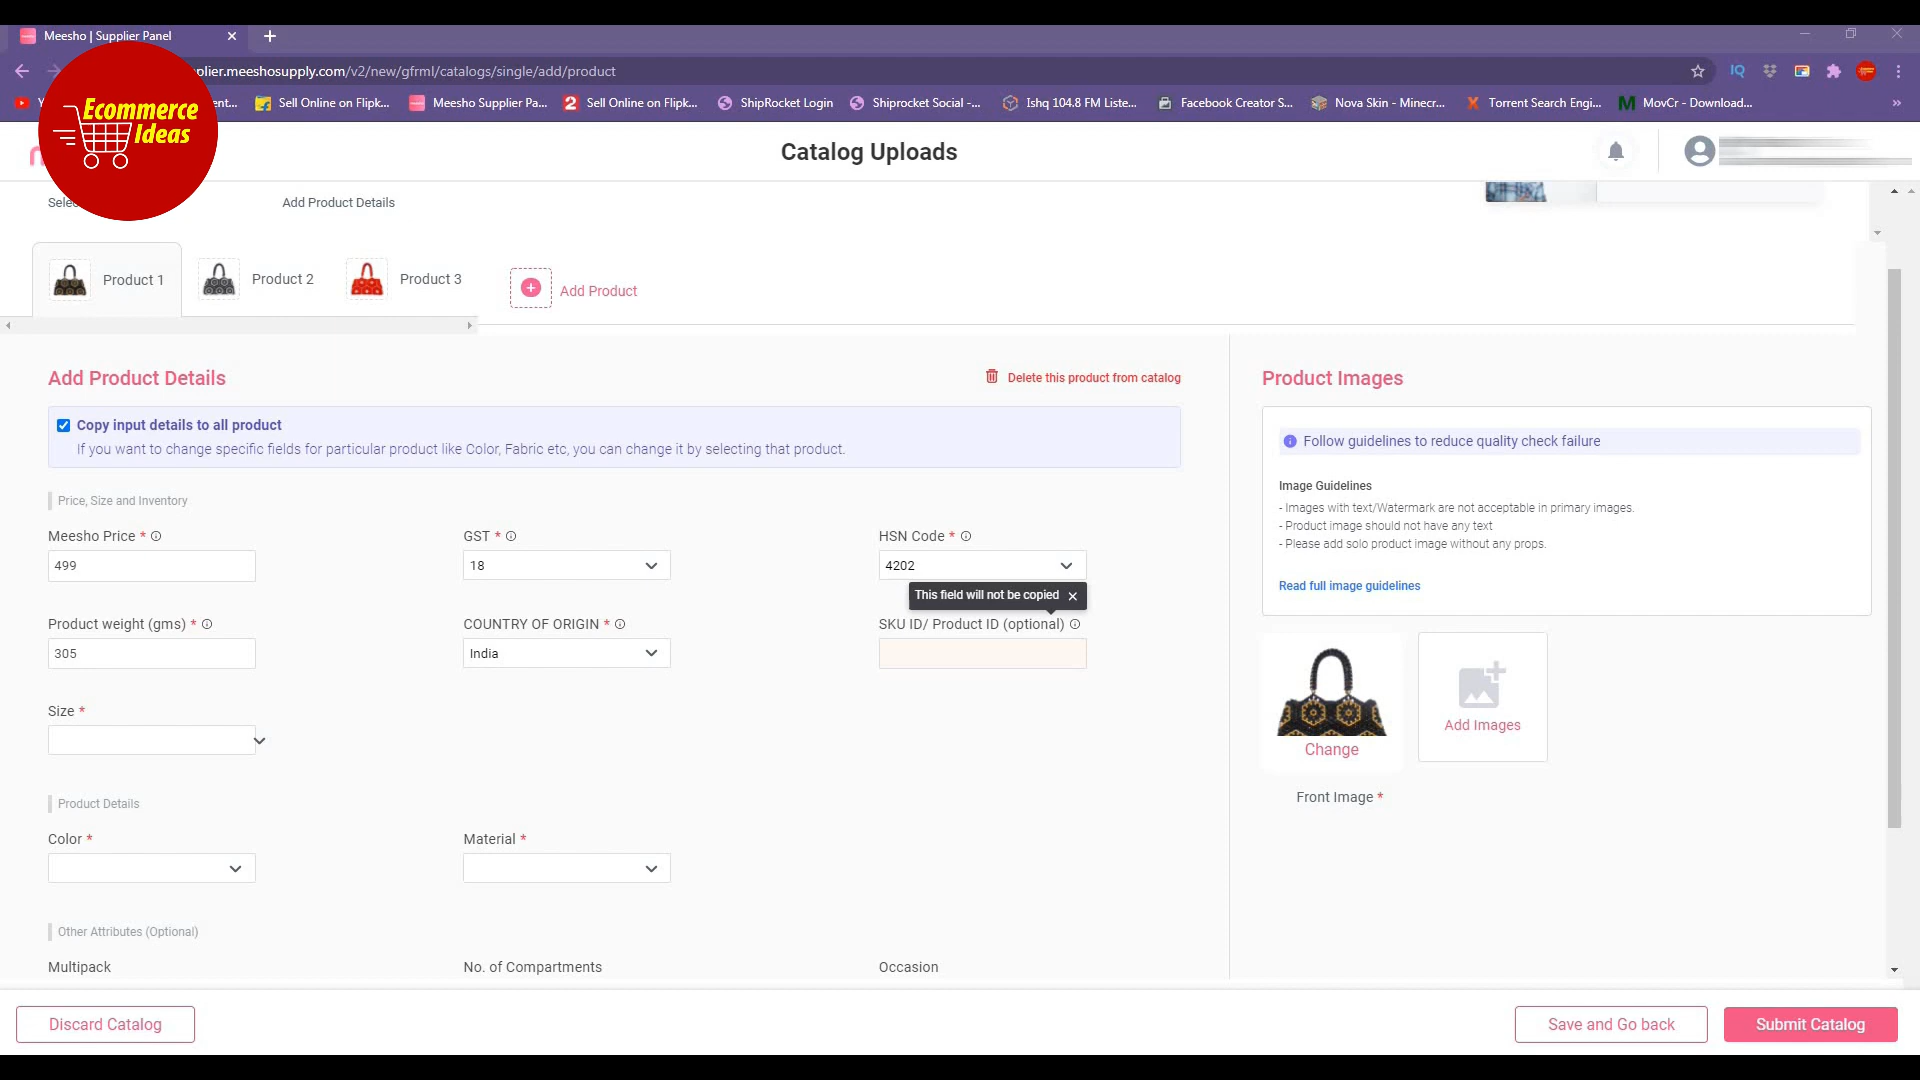 Meesho | Supplier Panel
plier.meeshosupply.com/v2/new/gfrml/catalogs/single/add/product
IQ
Y
ent...
Sell Online on Flipk...
Meesho Supplier Pa...
2
Sell Online on Flipk...
ShipRocket Login
Shiprocket Social -...
Ishq 104.8 FM Liste...
Facebook Creator S...
Nova Skin - Minecr...
Torrent Search Engi...
MovCr - Download...
Ecommerce
Ideas
Catalog Uploads
Selec
Add Product Details
Product 1
Product 2
Product 3
Add Product
Add Product Details
Delete this product from catalog
Copy input details to all product
If you want to change specific fields for particular product like Color, Fabric etc, you can change it by selecting that product.
Price, Size and Inventory
Meesho Price *
GST *
HSN Code *
499
18
4202
This field will not be copied
Product weight (gms) *
COUNTRY OF ORIGIN *
SKU ID/ Product ID (optional)
305
India
Size *
Product Details
Color *
Material *
Other Attributes (Optional)
Multipack
No. of Compartments
Occasion
Product Images
Follow guidelines to reduce quality check failure
Image Guidelines
- Images with text/Watermark are not acceptable in primary images.
- Product image should not have any text
- Please add solo product image without any props.
Read full image guidelines
Change
Add Images
Front Image *
Discard Catalog
Save and Go back
Submit Catalog